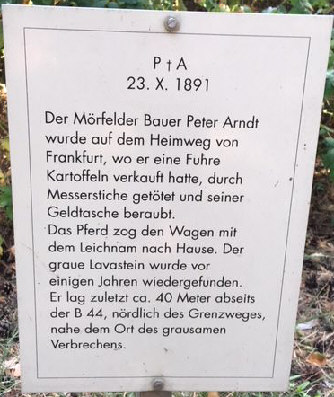 P † A
23. X. 1891
Der Mörfelder Bauer Peter Arndt
wurde auf dem Heimweg von
Frankfurt, wo er eine Fuhre
Kartoffeln verkauft hatte, durch
Messerstiche getötet und seiner
Geldtasche beraubt.
Das Pferd zog den Wagen mit
dem Leichnam nach Hause. Der
graue Lavastein wurde vor
einigen Jahren wiedergefunden.
Er lag zuletzt ca. 40 Meter abseits
der B 44, nördlich des Grenzweges,
nahe dem Ort des grausamen
Verbrechens.